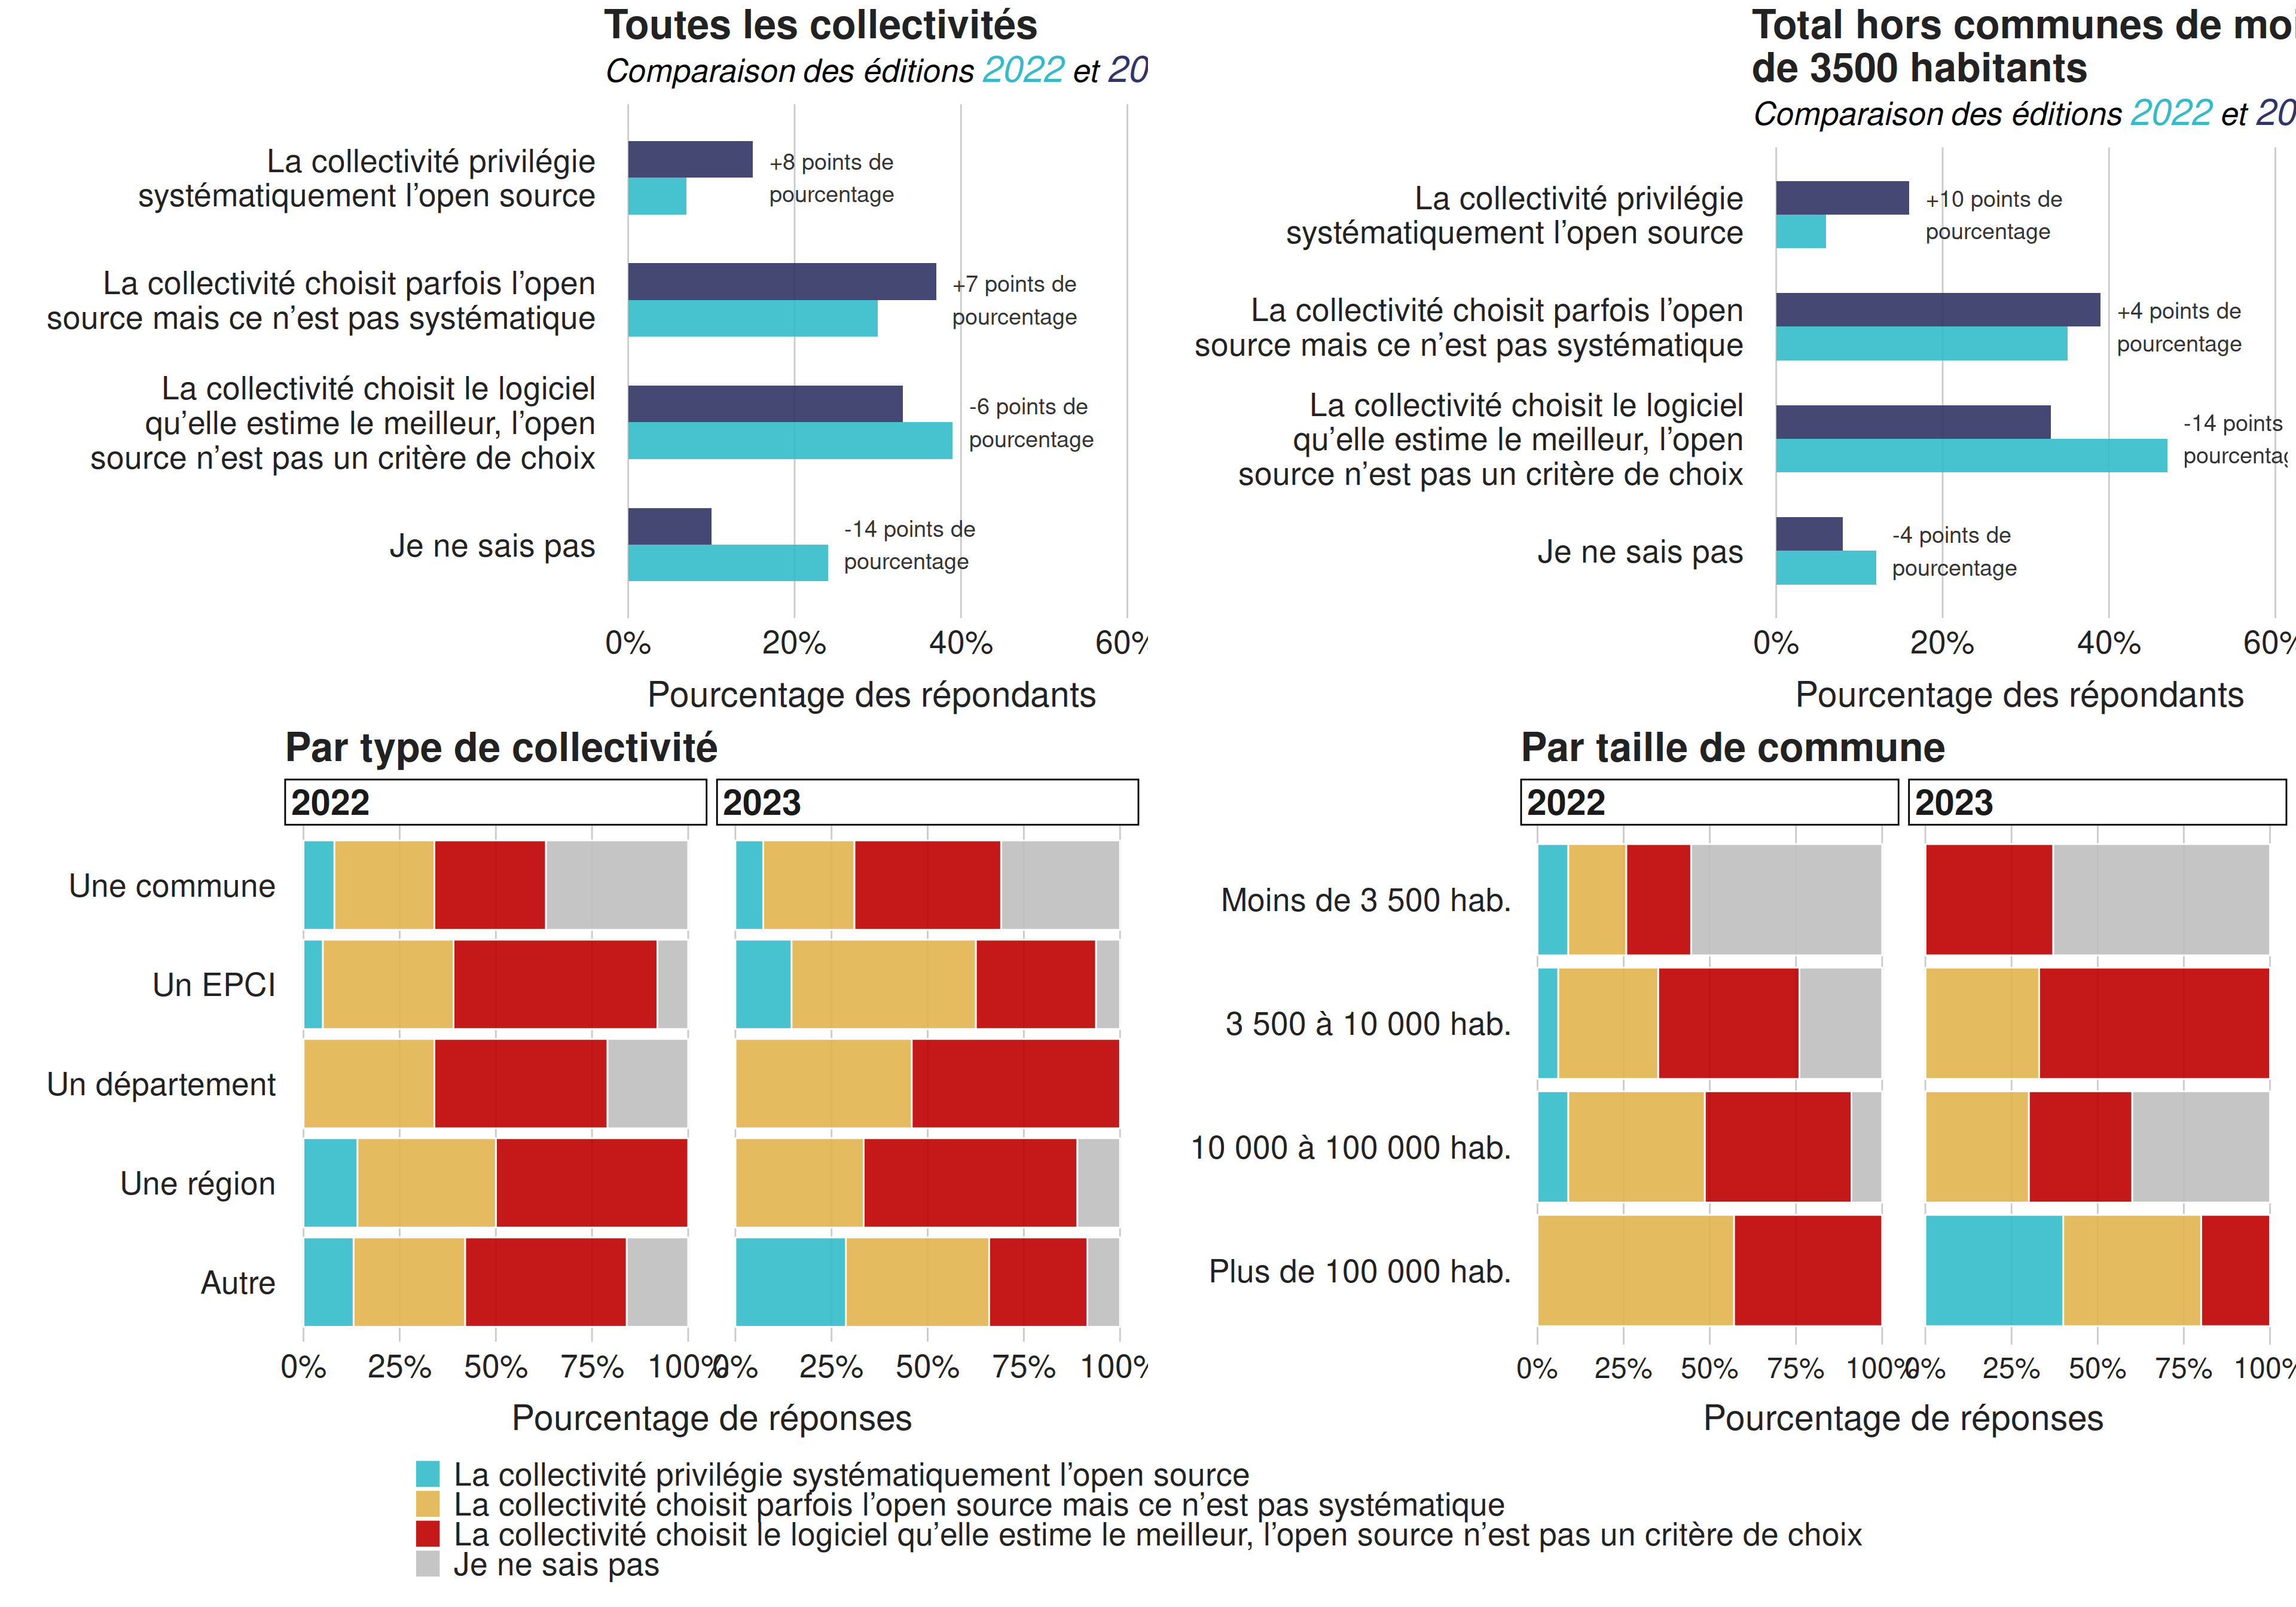 Toutes les collectivités
Comparaison des éditions 2022 et 20
La collectivité privilégie
systématiquement l’open source
+8 points de
pourcentage
La collectivité choisit parfois l’open
source mais ce n’est pas systématique
+7 points de
pourcentage
La collectivité choisit le logiciel
qu’elle estime le meilleur, l’open
source n’est pas un critère de choix
-6 points de
pourcentage
Je ne sais pas
-14 points de
pourcentage
0% 20% 40% 60%
Pourcentage des répondants
Total hors communes de moi
de 3500 habitants
Comparaison des éditions 2022 et 20
La collectivité privilégie
systématiquement l’open source
+10 points de
pourcentage
La collectivité choisit parfois l’open
source mais ce n’est pas systématique
+4 points de
pourcentage
La collectivité choisit le logiciel
qu’elle estime le meilleur, l’open
source n’est pas un critère de choix
-14 points
pourcentag
Je ne sais pas
-4 points de
pourcentage
0% 20% 40% 60%
Pourcentage des répondants
Par type de collectivité
2022 2023
Une commune
Un EPCI
Un département
Une région
Autre
0% 25% 50% 75% 100% 0% 25% 50% 75% 100%
Pourcentage de réponses
Par taille de commune
2022 2023
Moins de 3 500 hab.
3 500 à 10 000 hab.
10 000 à 100 000 hab.
Plus de 100 000 hab.
0% 25% 50% 75% 100% 0% 25% 50% 75% 100%
Pourcentage de réponses
La collectivité privilégie systématiquement l’open source
La collectivité choisit parfois l’open source mais ce n’est pas systématique
La collectivité choisit le logiciel qu’elle estime le meilleur, l’open source n’est pas un critère de choix
Je ne sais pas